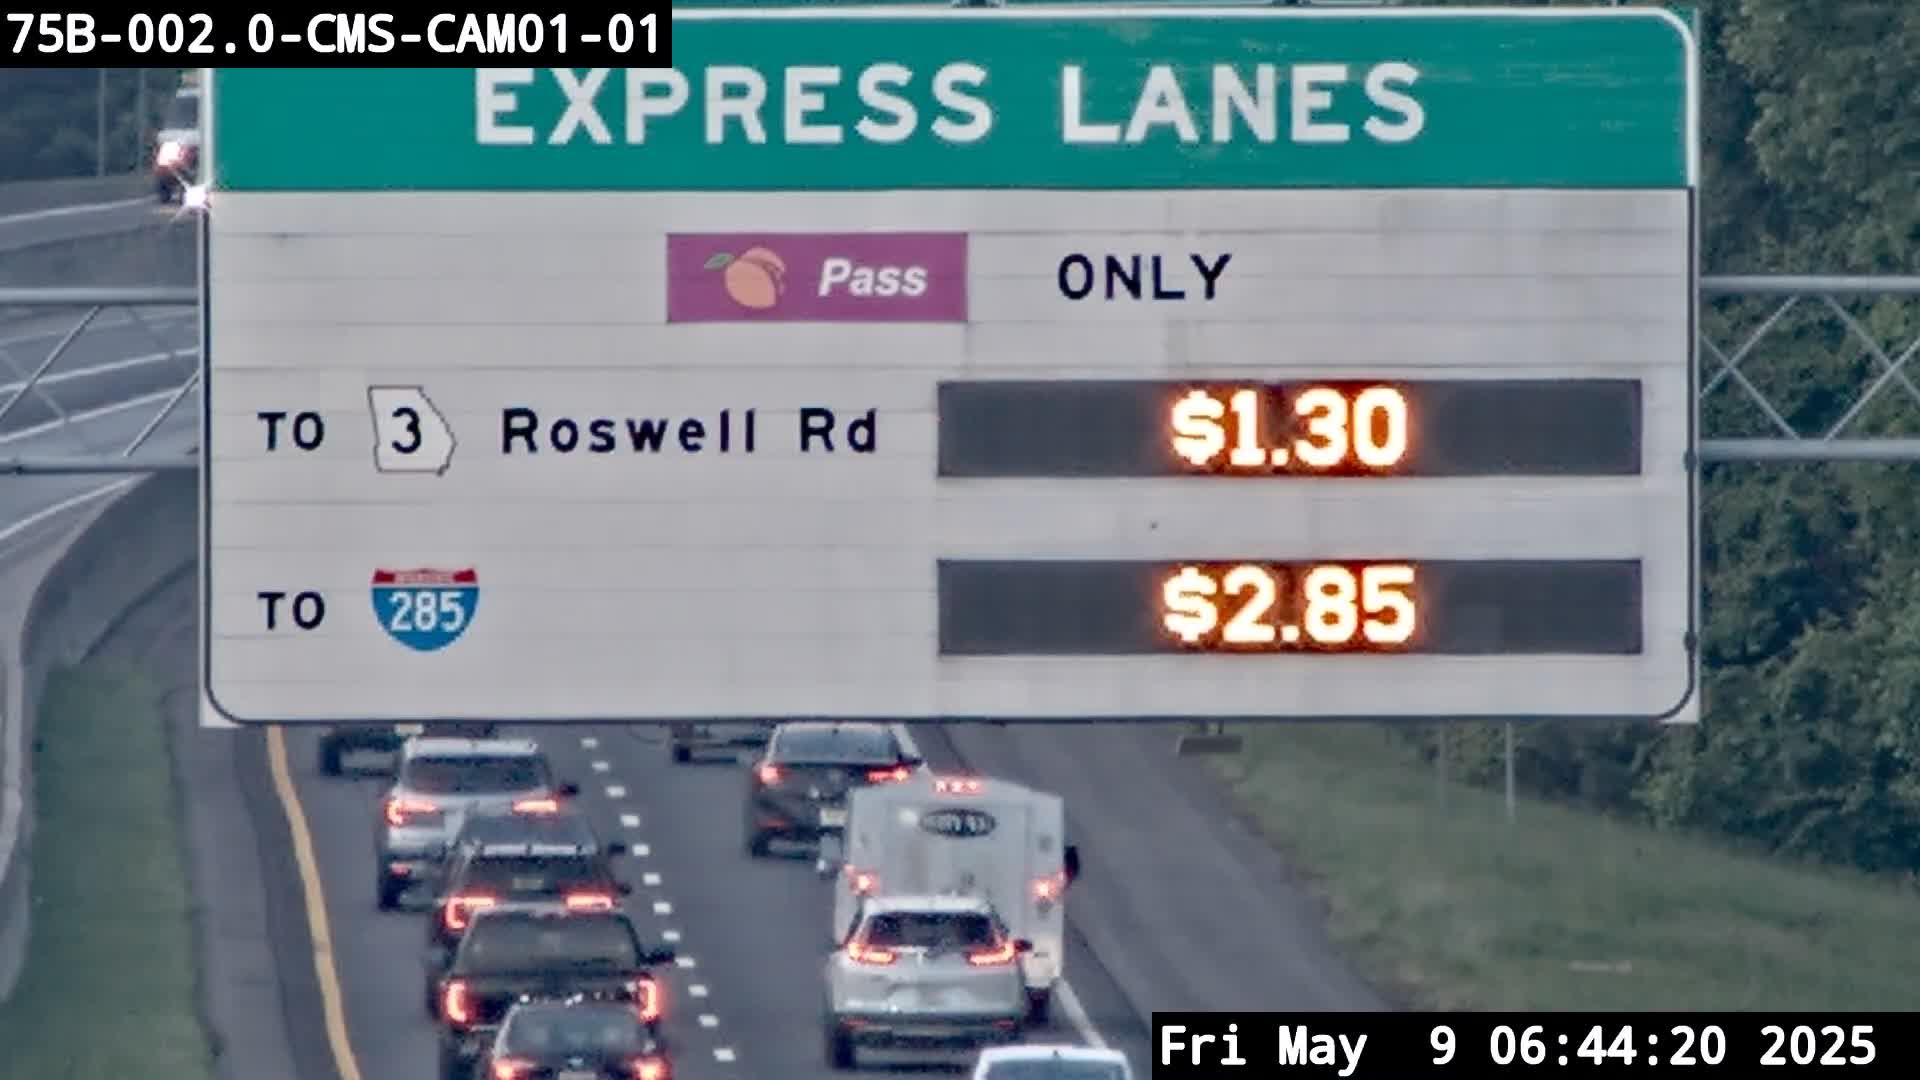 75B-002.0-CMS-CAM01-01
EXPRESS LANES
Pass ONLY
TO 3 Roswell Rd $1.30
TO 285 $2.85
Fri May 9 06:44:20 2025